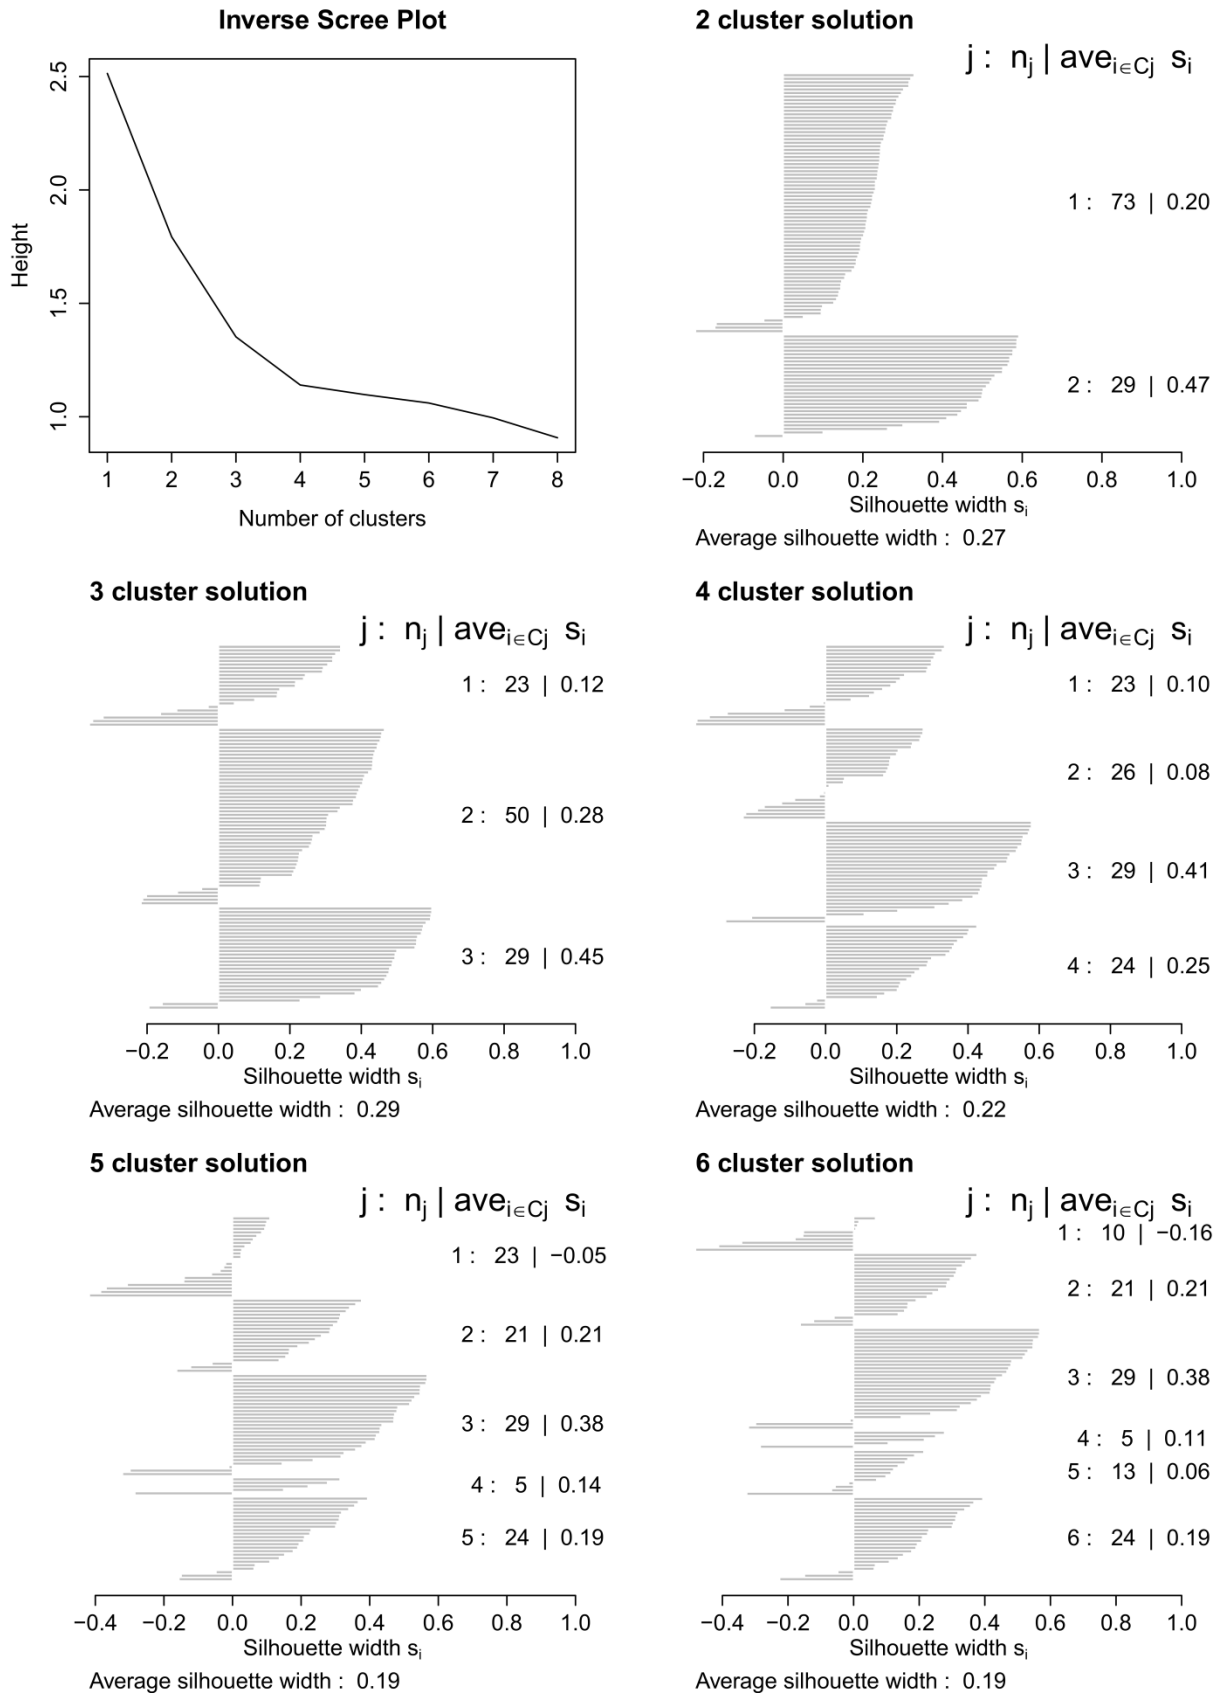 Inverse Scree Plot
Height
2.5
2.0
1.5
1.0
1 2 3 4 5 6 7 8
Number of clusters
2 cluster solution
j : nj | avei∈Cj si
1 : 73 | 0.20
2 : 29 | 0.47
−0.2 0.0 0.2 0.4 0.6 0.8 1.0
Silhouette width si
Average silhouette width : 0.27
3 cluster solution
j : nj | avei∈Cj si
1 : 23 | 0.12
2 : 50 | 0.28
3 : 29 | 0.45
−0.2 0.0 0.2 0.4 0.6 0.8 1.0
Silhouette width si
Average silhouette width : 0.29
4 cluster solution
j : nj | avei∈Cj si
1 : 23 | 0.10
2 : 26 | 0.08
3 : 29 | 0.41
4 : 24 | 0.25
−0.2 0.0 0.2 0.4 0.6 0.8 1.0
Silhouette width si
Average silhouette width : 0.22
5 cluster solution
j : nj | avei∈Cj si
1 : 23 | −0.05
2 : 21 | 0.21
3 : 29 | 0.38
4 : 5 | 0.14
5 : 24 | 0.19
−0.4 −0.2 0.0 0.2 0.4 0.6 0.8 1.0
Silhouette width si
Average silhouette width : 0.19
6 cluster solution
j : nj | avei∈Cj si
1 : 10 | −0.16
2 : 21 | 0.21
3 : 29 | 0.38
4 : 5 | 0.11
5 : 13 | 0.06
6 : 24 | 0.19
−0.4 −0.2 0.0 0.2 0.4 0.6 0.8 1.0
Silhouette width si
Average silhouette width : 0.19